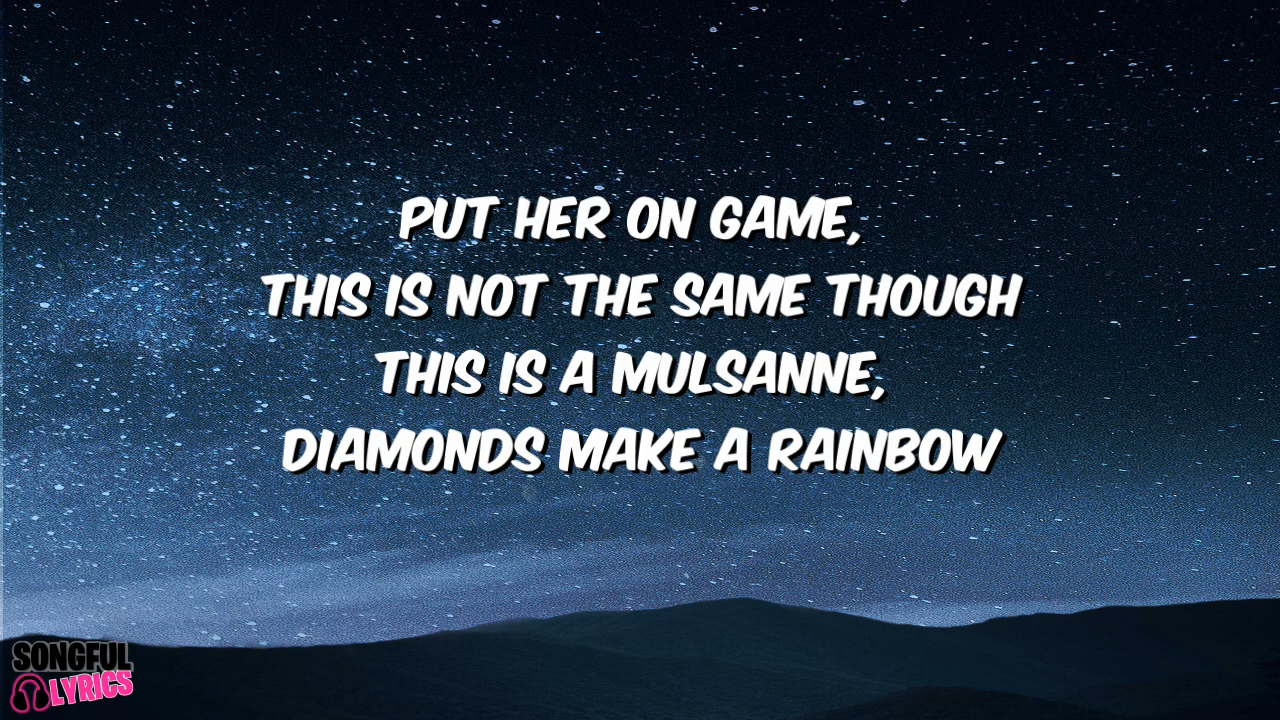 PUT HER ON GAME,
THIS IS NOT THE SAME THOUGH
THIS IS A MULSANNE,
DIAMONDS MAKE A RAINBOW
SONGFUL
LYRICS